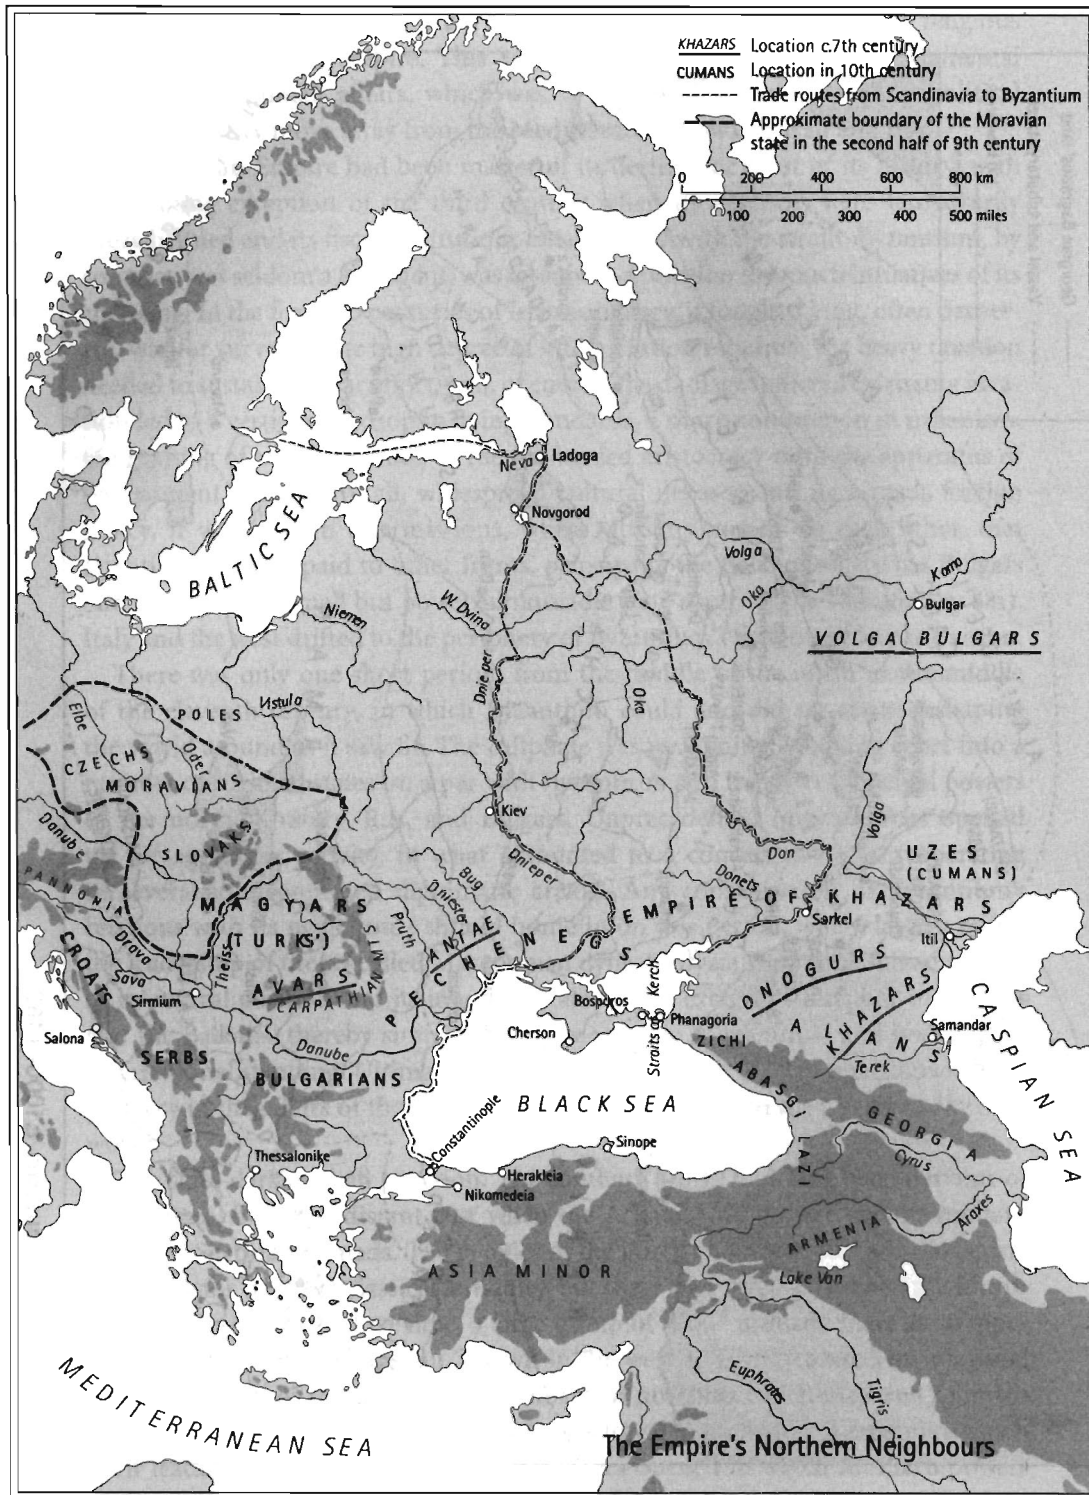 KHAZARS Location c.7th century
CUMANS Location in 10th century
Trade routes from Scandinavia to Byzantium
Approximate boundary of the Moravian
state in the second half of 9th century
0 200 400 600 800 km
0 100 200 300 400 500 miles
Neva
Ladoga
Novgorod
BALTIC SEA
Volga
Kama
Oka
Bulgar
W. Dvina
Niemen
VOLGA BULGARS
Dnieper
Oka
Vistula
Elbe
POLES
Oder
CZECHS
MORAVIANS
Kiev
Volga
Danube
SLOVAKS
Dnieper
Don
Donets
UZES
(CUMANS)
Bug
Dniester
PANNONIA
MAGYARS
(TURKS')
Pruth
ANTAE
EMPIRE OF KHAZARS
Sarkel
Itil
PECHENEGS
Drava
CROATS
Sava
Theiss
Sirmium
AVARS
CARPATHIAN MTS
ONOGURS
KHAZARS
ALANS
CASPIAN SEA
Bosporos
Straits of Kerch
Phanagoria
Cherson
ZICHI
Samandar
Terek
Salona
SERBS
Danube
BULGARIANS
ABASGI
BLACK SEA
GEORGIA
LAZI
Cyrus
Constantinople
Sinope
Thessalonike
Herakleia
Nikomedeia
Araxes
ARMENIA
Lake Van
ASIA MINOR
MEDITERRANEAN SEA
Euphrates
Tigris
The Empire's Northern Neighbours